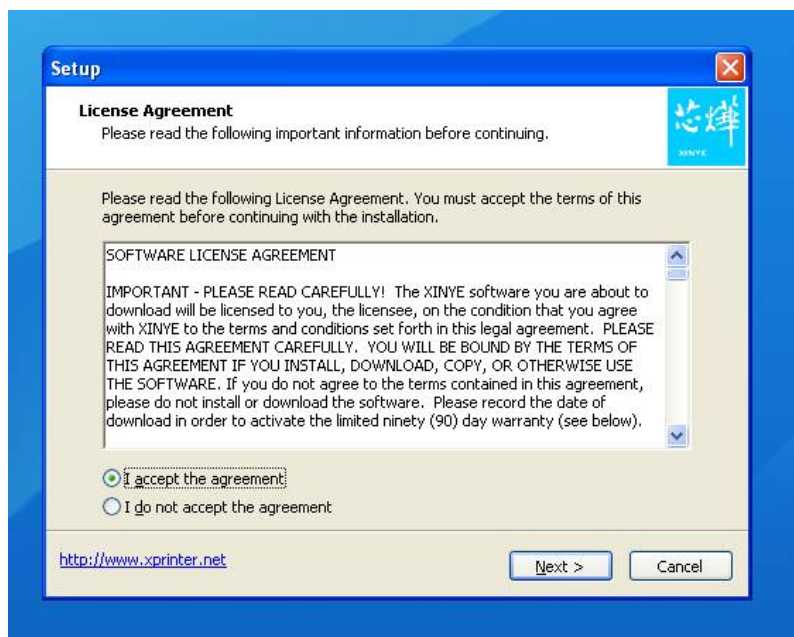 Setup
License Agreement
Please read the following important information before continuing.
芯烨
XINYE
Please read the following License Agreement. You must accept the terms of this
agreement before continuing with the installation.
SOFTWARE LICENSE AGREEMENT
IMPORTANT - PLEASE READ CAREFULLY!  The XINYE software you are about to
download will be licensed to you, the licensee, on the condition that you agree
with XINYE to the terms and conditions set forth in this legal agreement.  PLEASE
READ THIS AGREEMENT CAREFULLY.  YOU WILL BE BOUND BY THE TERMS OF
THIS AGREEMENT IF YOU INSTALL, DOWNLOAD, COPY, OR OTHERWISE USE
THE SOFTWARE. If you do not agree to the terms contained in this agreement,
please do not install or download the software.  Please record the date of
download in order to activate the limited ninety (90) day warranty (see below).
I accept the agreement
I do not accept the agreement
http://www.xprinter.net
Next >
Cancel